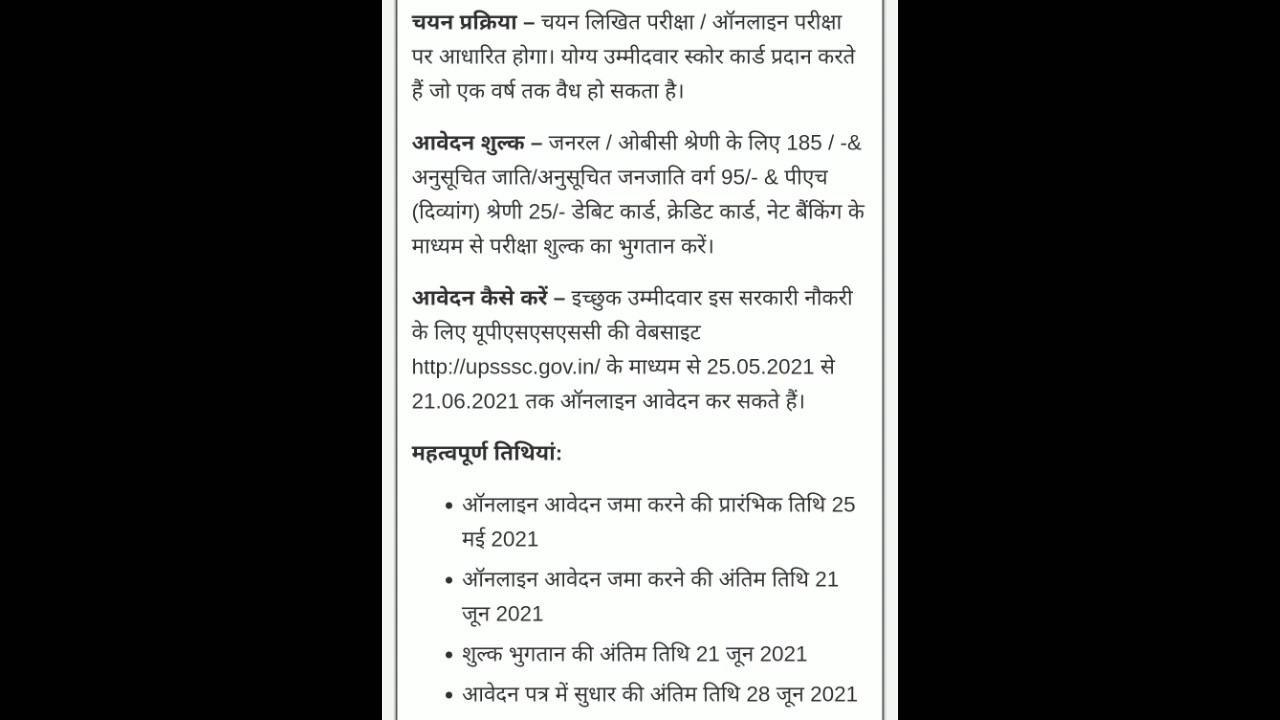 चयन प्रक्रिया – चयन लिखित परीक्षा / ऑनलाइन परीक्षा
पर आधारित होगा। योग्य उम्मीदवार स्कोर कार्ड प्रदान करते
हैं जो एक वर्ष तक वैध हो सकता है।
आवेदन शुल्क – जनरल / ओबीसी श्रेणी के लिए 185 / -&
अनुसूचित जाति/अनुसूचित जनजाति वर्ग 95/- & पीएच
(दिव्यांग) श्रेणी 25/- डेबिट कार्ड, क्रेडिट कार्ड, नेट बैंकिंग के
माध्यम से परीक्षा शुल्क का भुगतान करें।
आवेदन कैसे करें – इच्छुक उम्मीदवार इस सरकारी नौकरी
के लिए यूपीएसएसएससी की वेबसाइट
http://upsssc.gov.in/ के माध्यम से 25.05.2021 से
21.06.2021 तक ऑनलाइन आवेदन कर सकते हैं।
महत्वपूर्ण तिथियां:
• ऑनलाइन आवेदन जमा करने की प्रारंभिक तिथि 25
मई 2021
• ऑनलाइन आवेदन जमा करने की अंतिम तिथि 21
जून 2021
• शुल्क भुगतान की अंतिम तिथि 21 जून 2021
• आवेदन पत्र में सुधार की अंतिम तिथि 28 जून 2021